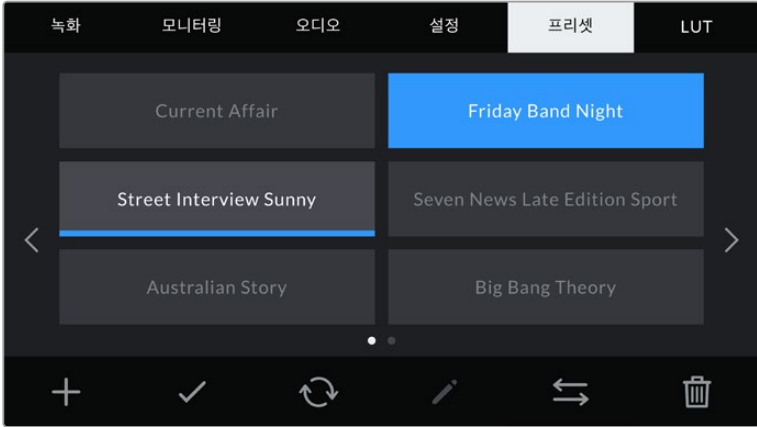 녹화 모니터링 오디오 설정 프리셋 LUT
Current Affair Friday Band Night
Street Interview Sunny Seven News Late Edition Sport
Australian Story Big Bang Theory